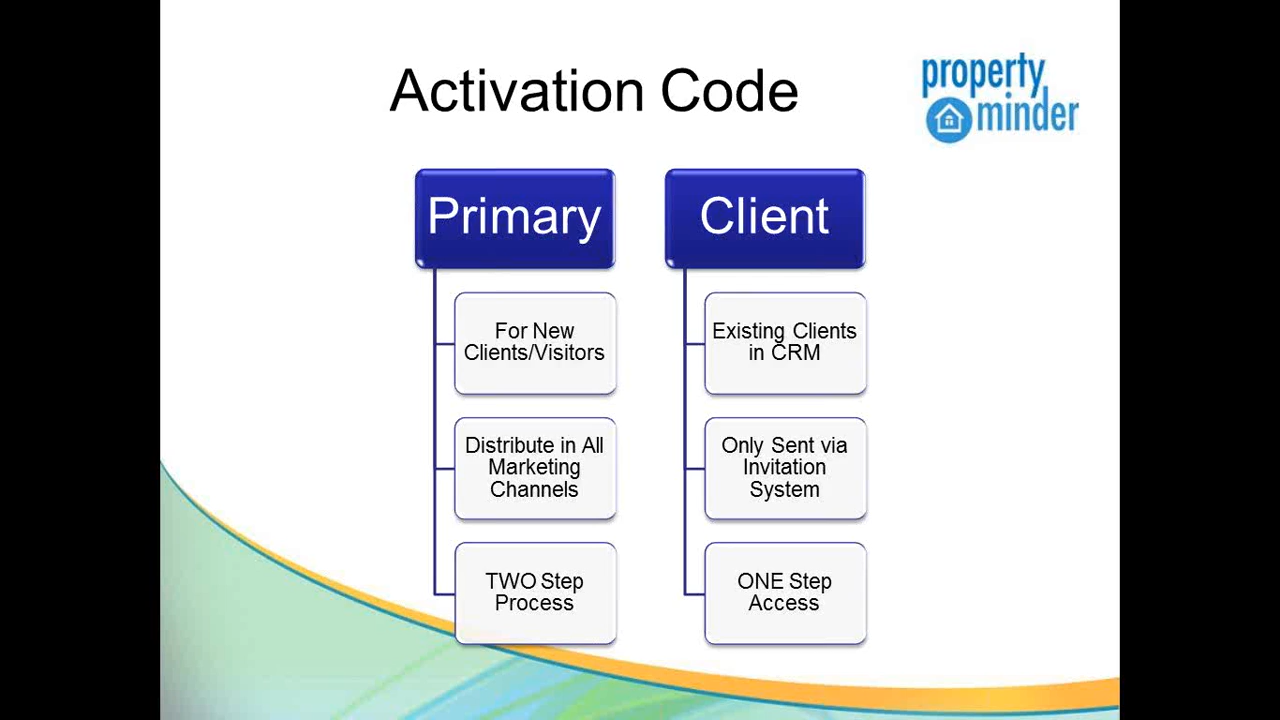 Activation Code
property
minder
Primary
Client
For New
Clients/Visitors
Existing Clients
in CRM
Distribute in All
Marketing
Channels
Only Sent via
Invitation
System
TWO Step
Process
ONE Step
Access